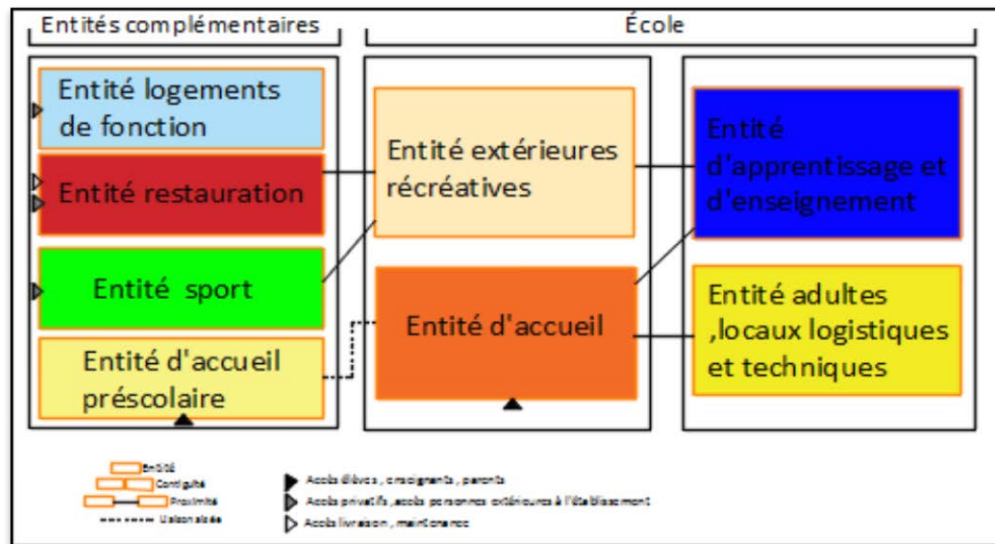 Entités complémentaires
École
Entité logements
de fonction
Entité restauration
Entité sport
Entité d'accueil
préscolaire
Entité extérieures
récréatives
Entité d'accueil
Entité
d'apprentissage et
d'enseignement
Entité adultes
,locaux logistiques
et techniques
Entité
Contiguïté
Proximité
Liaison aisée
Accès élèves , enseignants , parents
Accès privatifs ,accès personnes extérieures à l'établissement
Accès livraison , maintenance